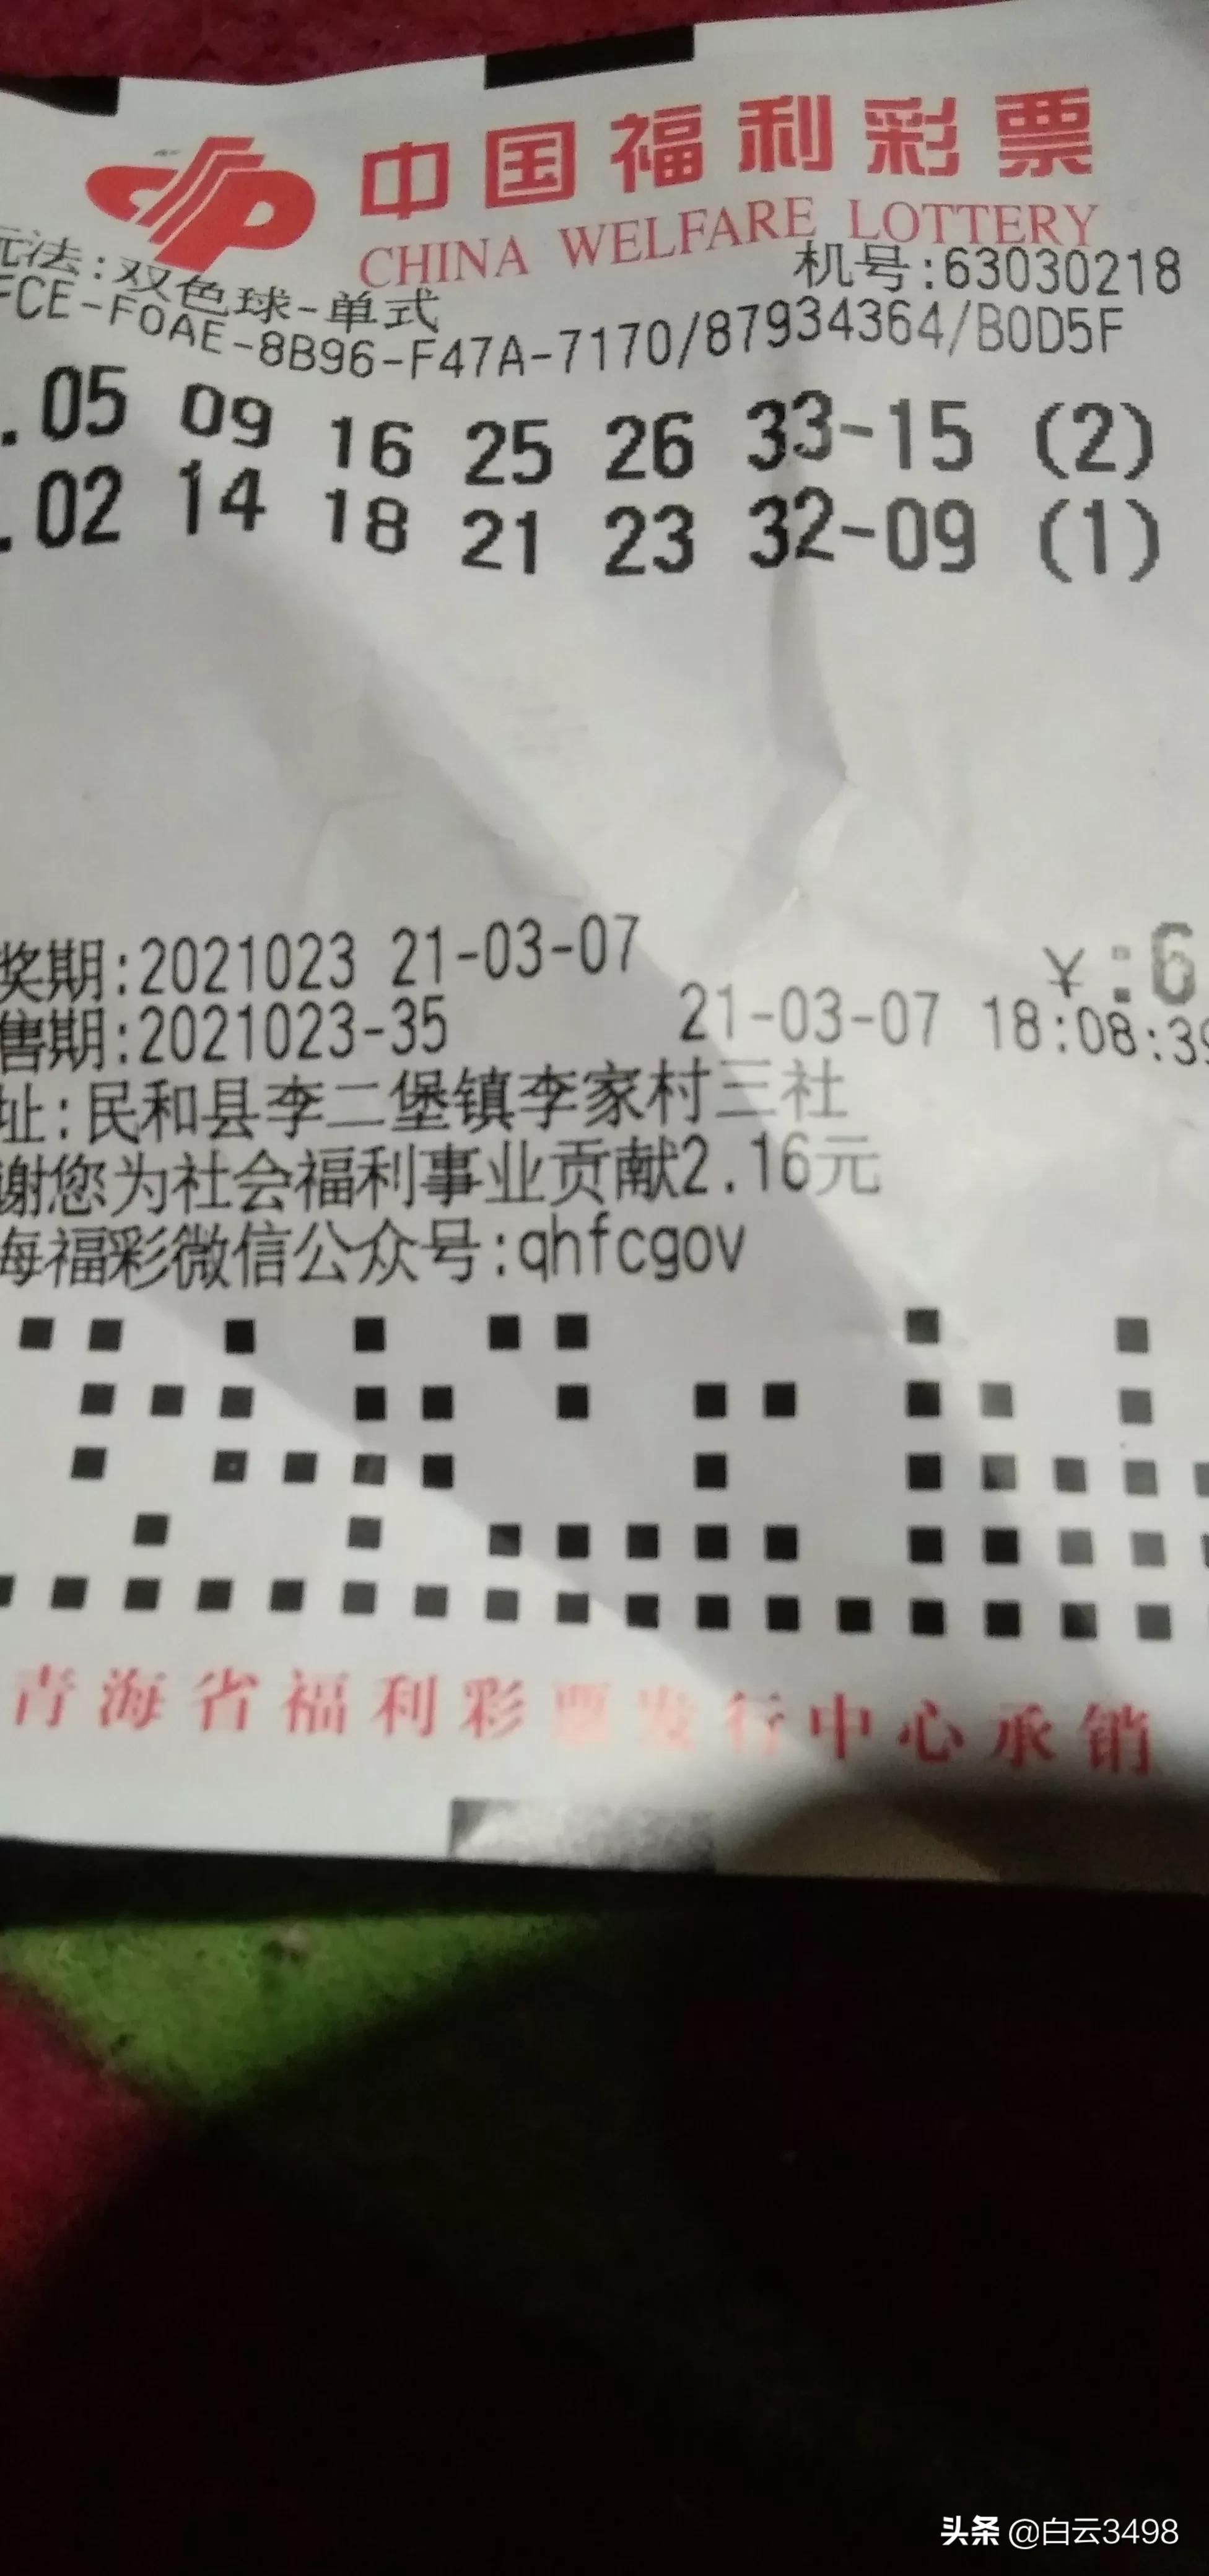 中国福利彩票
CHINA WELFARE LOTTERY
机号:63030218
玩法:双色球-单式
FCE-F0AE-8B96-F47A-7170/87934364/B0D5F
.05 09 16 25 26 33-15 (2)
.02 14 18 21 23 32-09 (1)
奖期:2021023 21-03-07 ¥:6
售期:2021023-35 21-03-07 18:08:39
址:民和县李二堡镇李家村三社
谢您为社会福利事业贡献2.16元
海福彩微信公众号:qhfcgov
青海省福利彩票发行中心承销
头条 @白云3498